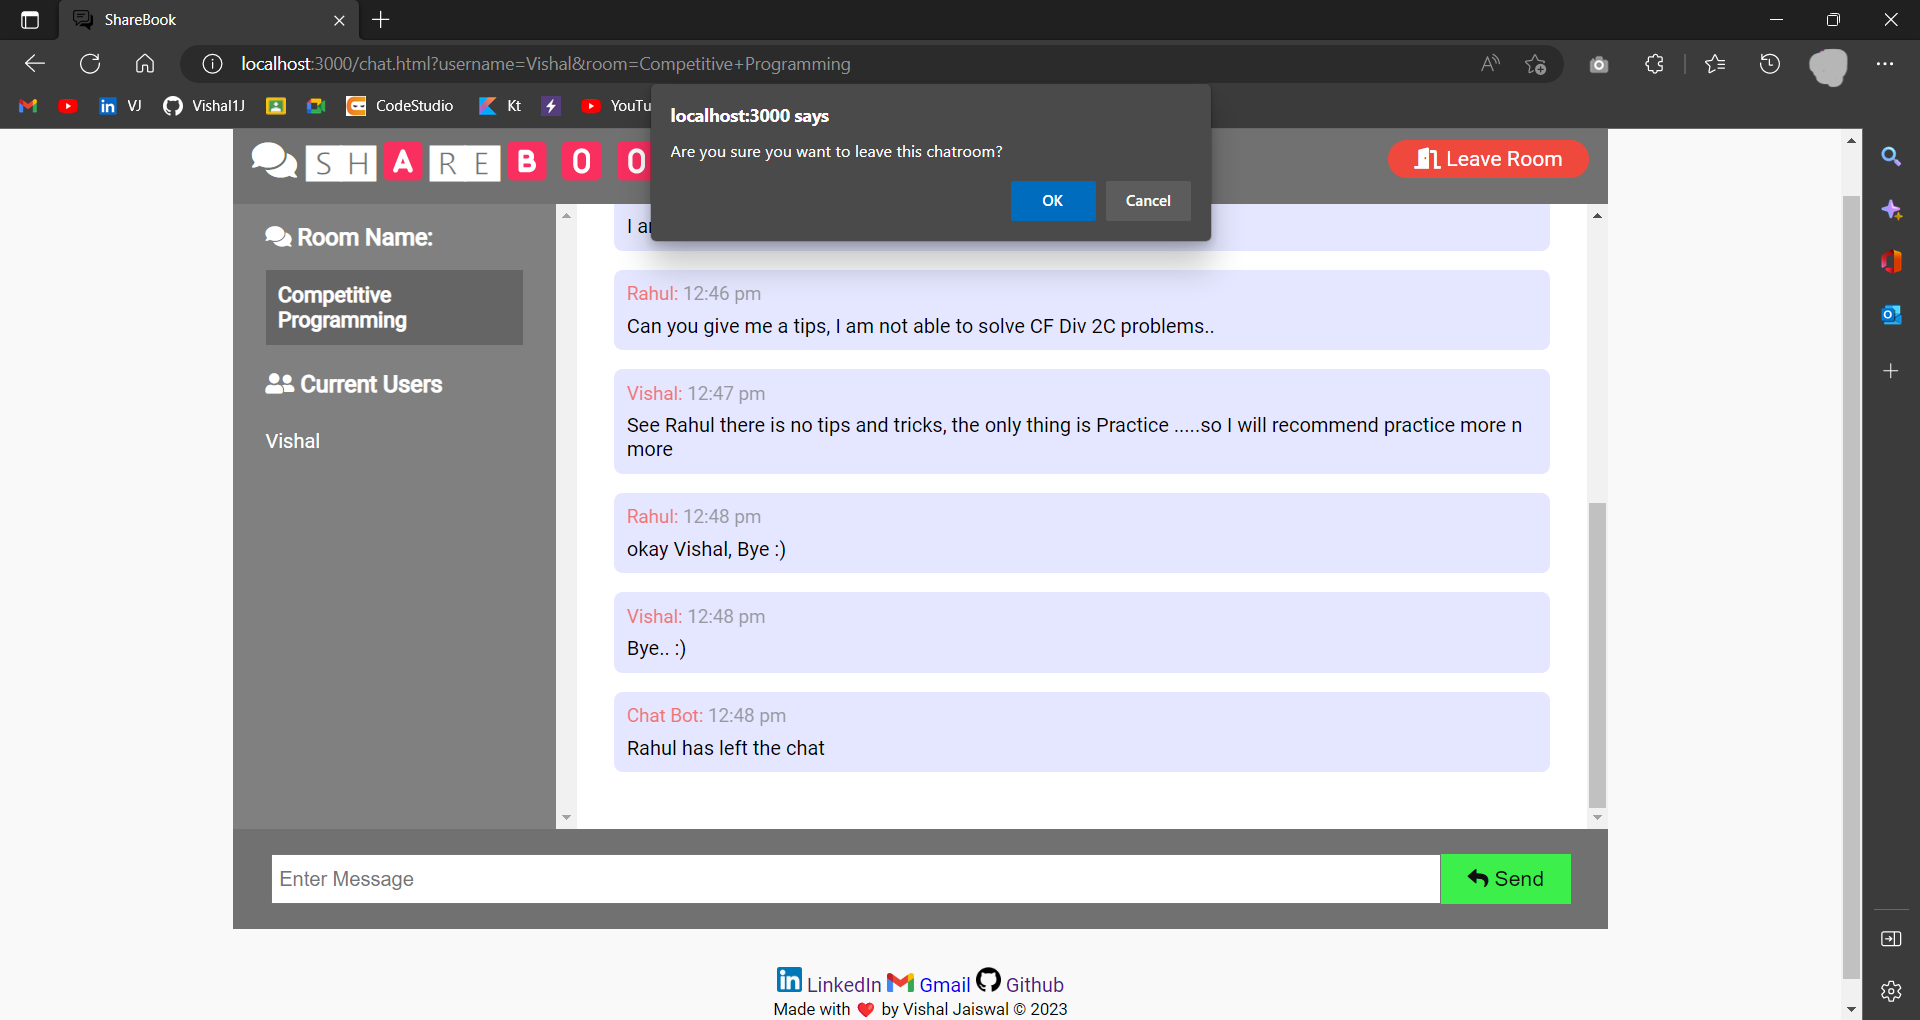 ShareBook
localhost:3000/chat.html?username=Vishal&room=Competitive+Programming
VJ Vishal1J CodeStudio Kt YouTu
localhost:3000 says
Are you sure you want to leave this chatroom?
OK Cancel
SHAREBOO
Leave Room
Room Name:
Competitive
Programming
Current Users
Vishal
I a
Rahul: 12:46 pm
Can you give me a tips, I am not able to solve CF Div 2C problems..
Vishal: 12:47 pm
See Rahul there is no tips and tricks, the only thing is Practice .....so I will recommend practice more n
more
Rahul: 12:48 pm
okay Vishal, Bye :)
Vishal: 12:48 pm
Bye.. :)
Chat Bot: 12:48 pm
Rahul has left the chat
Enter Message
Send
LinkedIn Gmail Github
Made with ❤ by Vishal Jaiswal © 2023